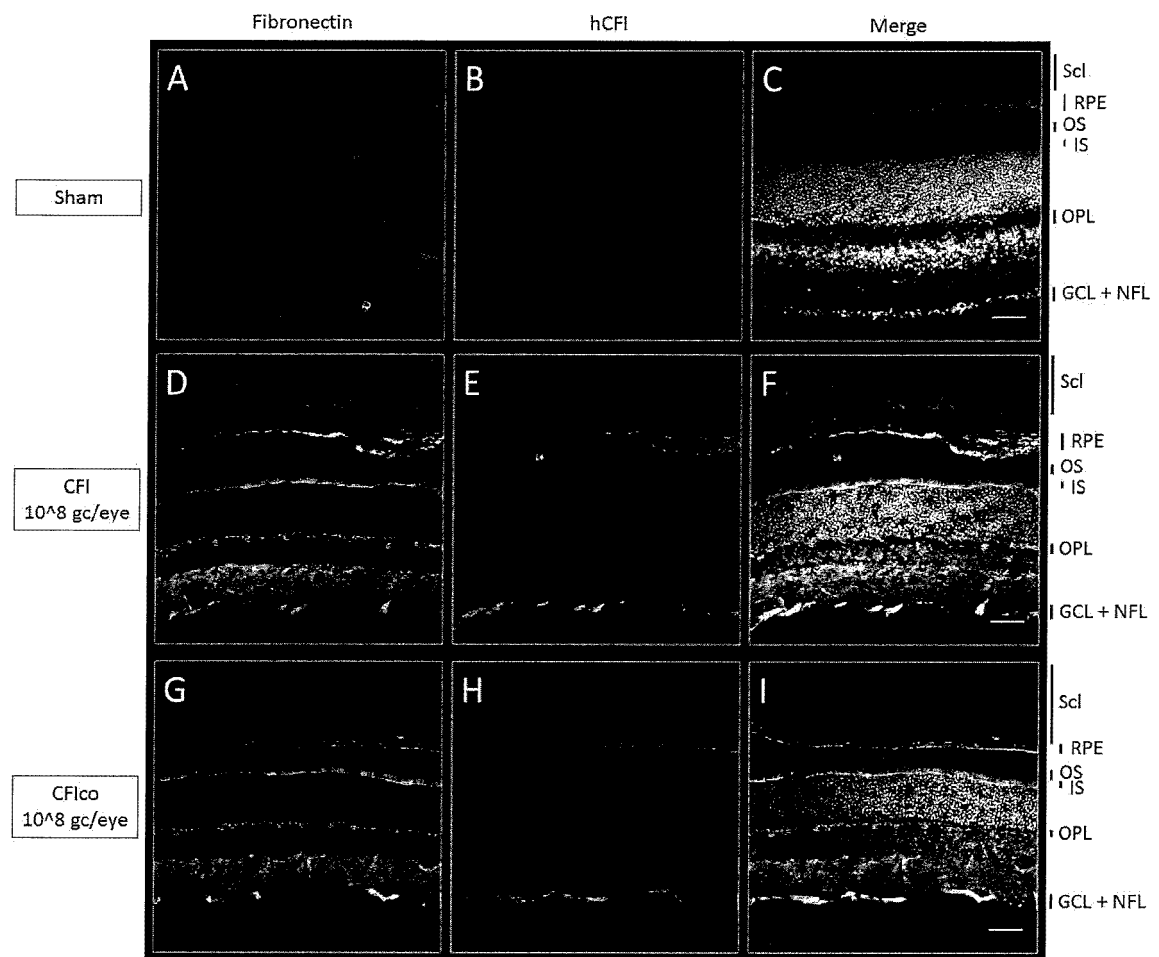 Fibronectin hCFI Merge
A B C
Scl
RPE
OS
IS
Sham
OPL
GCL + NFL
D E F
Scl
RPE
OS
IS
CFI
10^8 gc/eye
OPL
GCL + NFL
G H I
Scl
RPE
OS
IS
CFIco
10^8 gc/eye
OPL
GCL + NFL